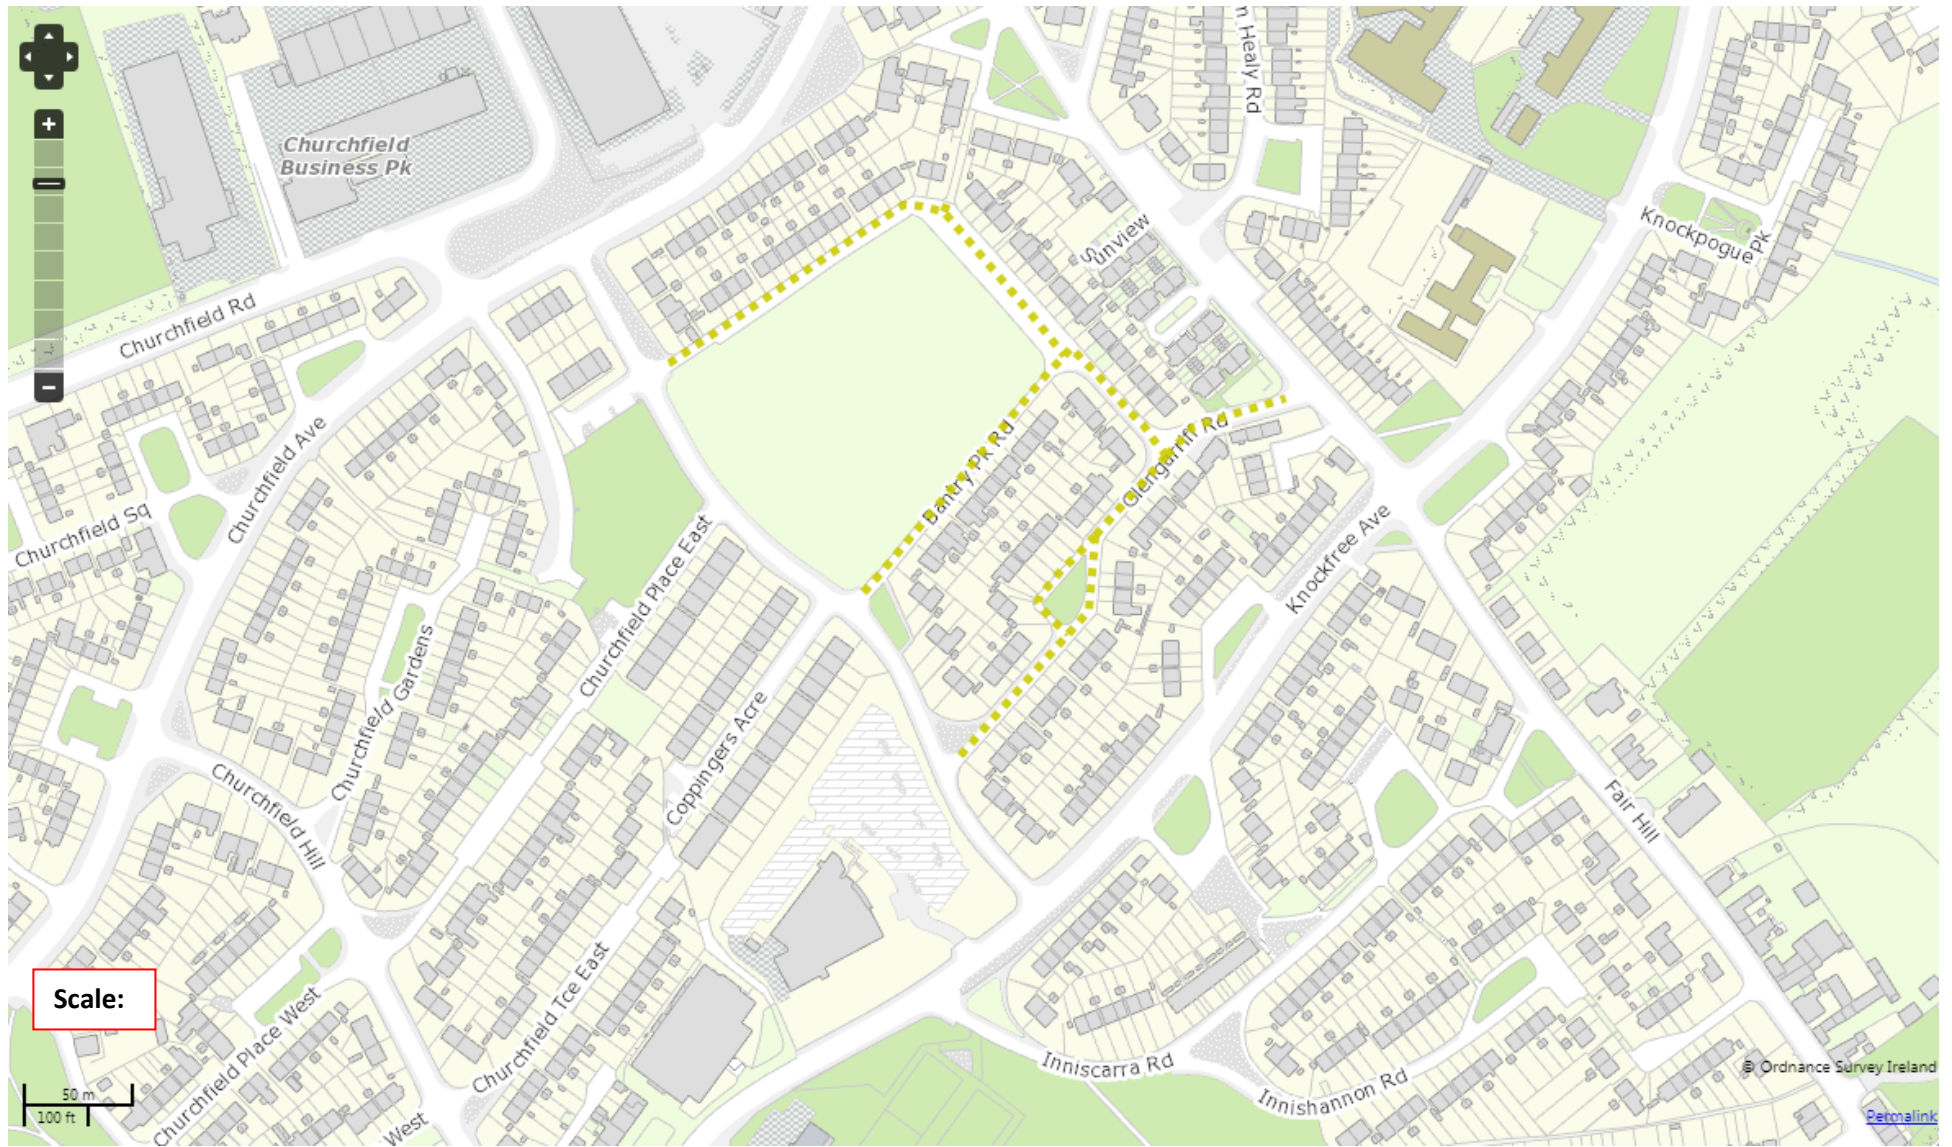 m Healy Rd
Churchfield
Business Pk
Sunview
Knockpogue Pk
Churchfield Rd
Churchfield Ave
Bantry Pk Rd
Glengarriff Rd
Churchfield Sq
Churchfield Place East
Knockfree Ave
Churchfield Gardens
Coppingers Acre
Churchfield Hill
Fair Hill
Scale:
Churchfield Place West
Churchfield Tce East
Inniscarra Rd
Innishannon Rd
© Ordnance Survey Ireland
50 m
100 ft
West
Permalink